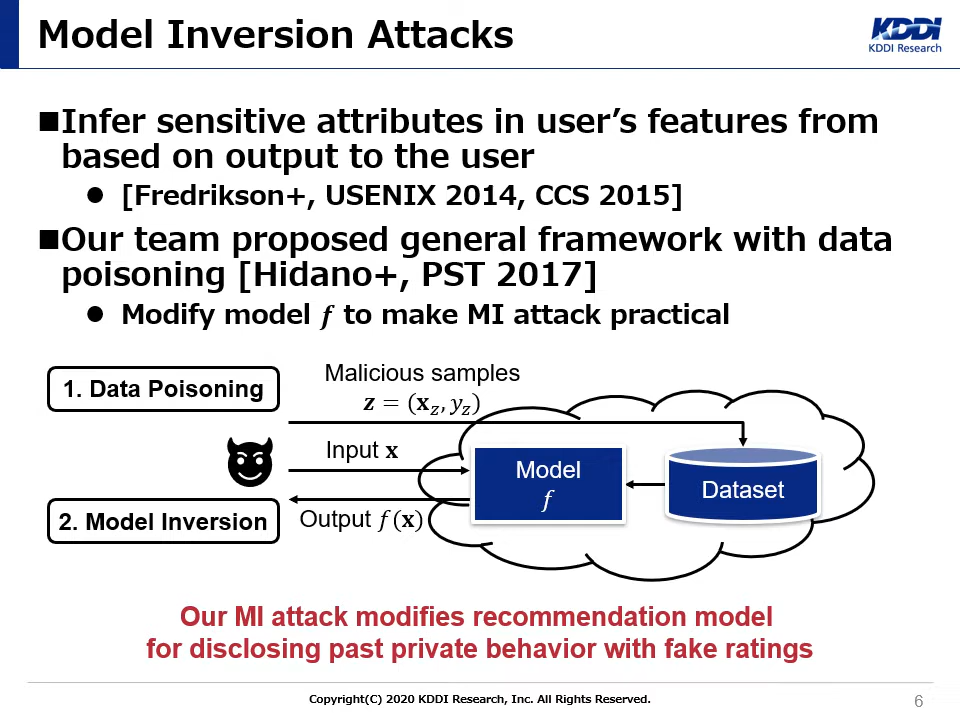 Model Inversion Attacks
KDDI
KDDI Research
■Infer sensitive attributes in user’s features from
based on output to the user
● [Fredrikson+, USENIX 2014, CCS 2015]
■Our team proposed general framework with data
poisoning [Hidano+, PST 2017]
● Modify model f to make MI attack practical
1. Data Poisoning
Malicious samples
z = (x_z, y_z)
Input x
Model
f
Dataset
2. Model Inversion
Output f(x)
Our MI attack modifies recommendation model
for disclosing past private behavior with fake ratings
Copyright(C) 2020 KDDI Research, Inc. All Rights Reserved.
6